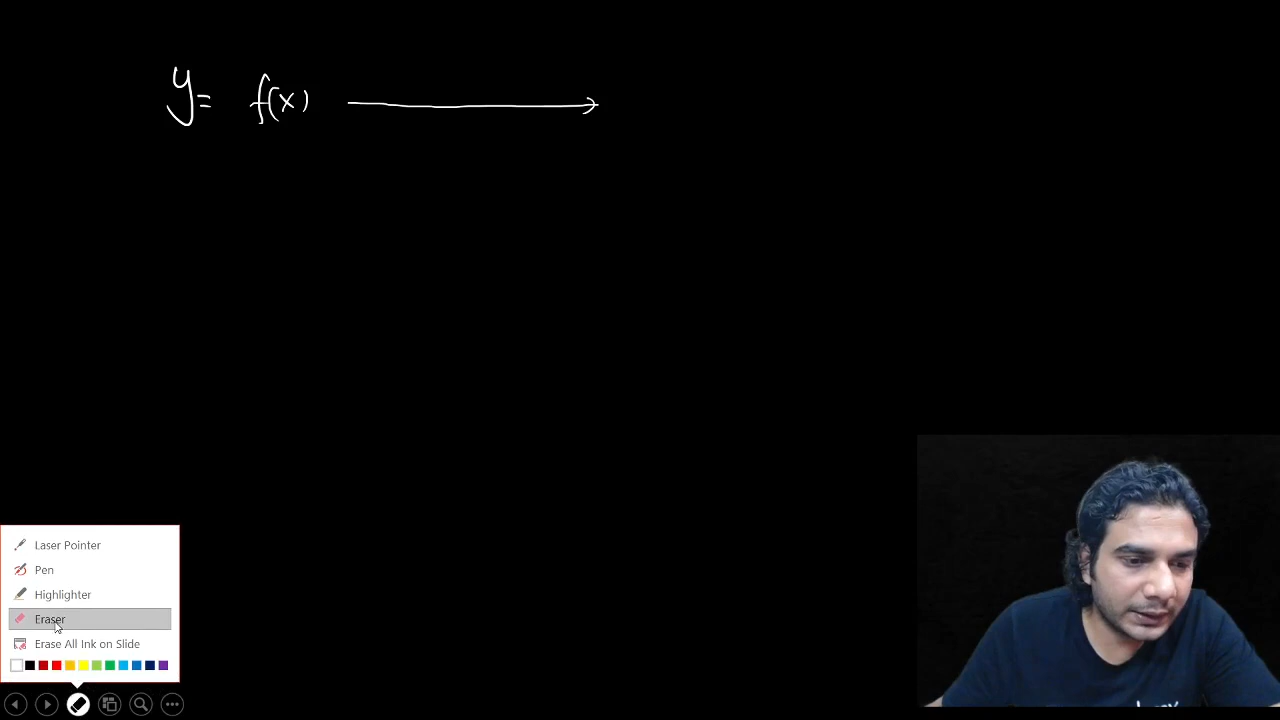 y= f(x) →
Laser Pointer
Pen
Highlighter
Eraser
Erase All Ink on Slide